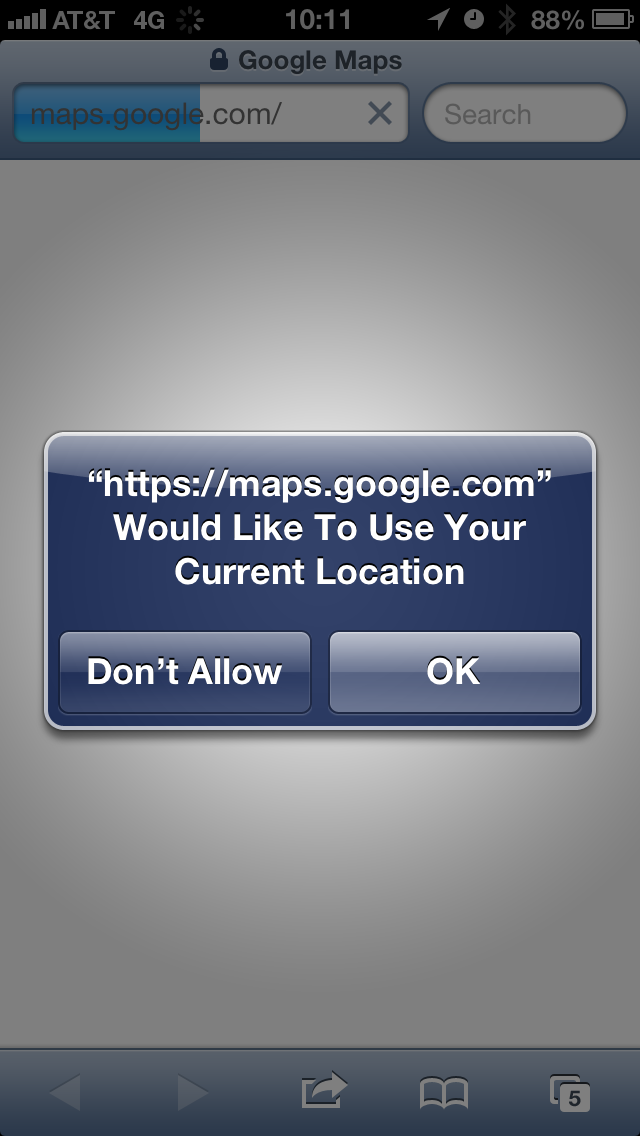 AT&T 4G 10:11 88%
Google Maps
maps.google.com/ Search
“https://maps.google.com”
Would Like To Use Your
Current Location
Don’t Allow OK
5